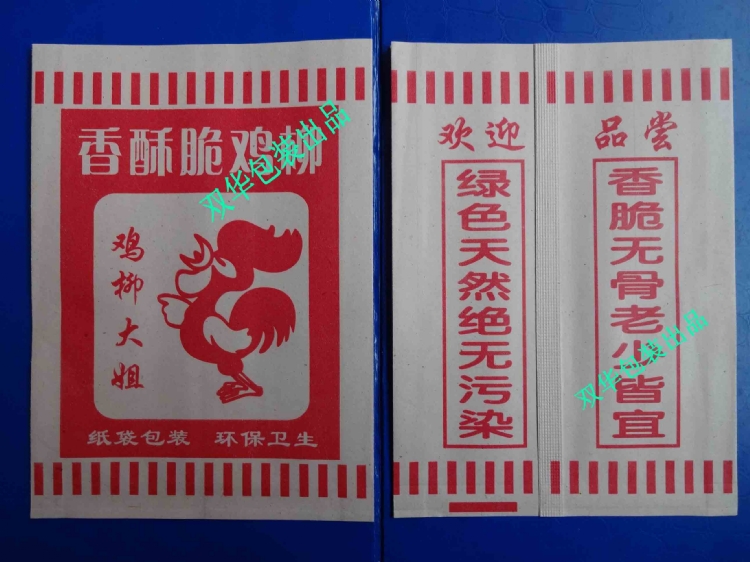 香酥脆鸡柳
鸡柳大姐
纸袋包装 环保卫生
双华包装出品
欢迎 品尝
绿色天然绝无污染
香脆无骨老少皆宜
双华包装出品